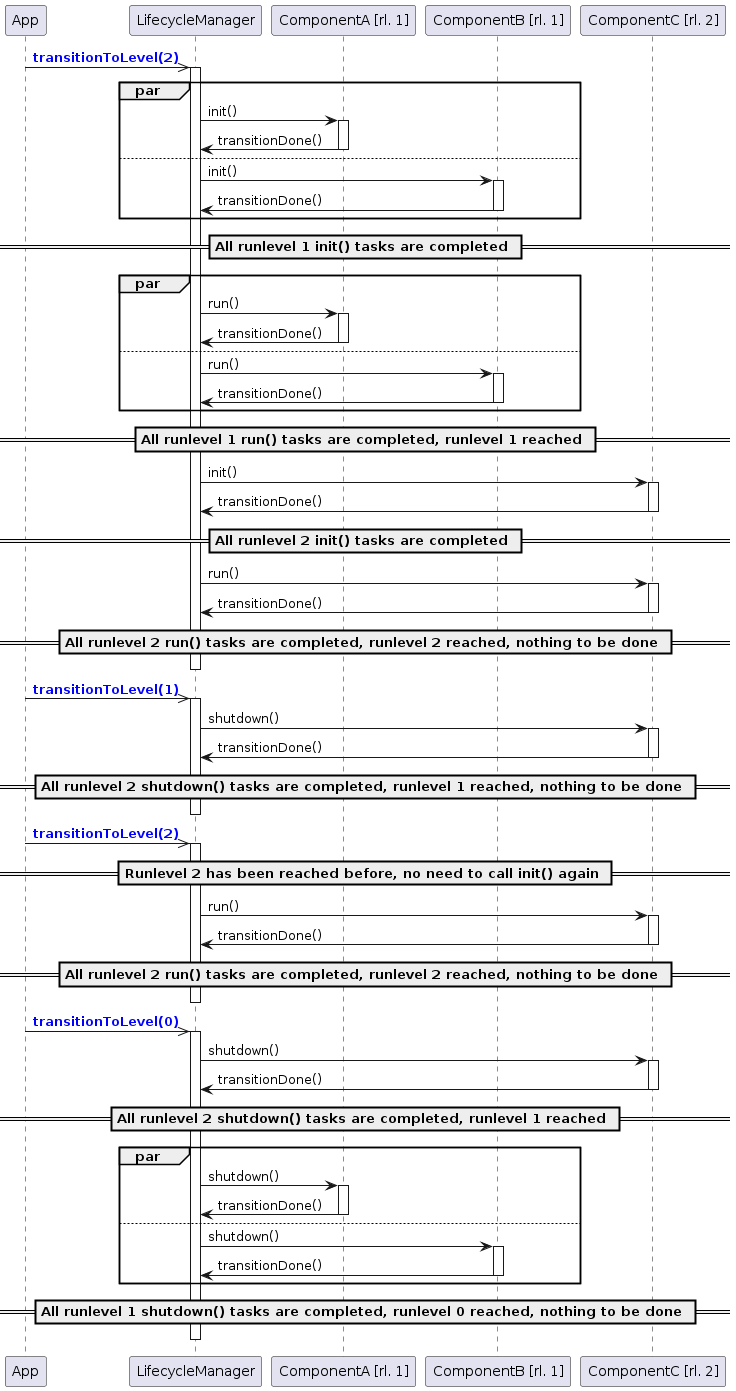 App
LifecycleManager
ComponentA [rl. 1]
ComponentB [rl. 1]
ComponentC [rl. 2]
transitionToLevel(2)
par
init()
transitionDone()
init()
transitionDone()
All runlevel 1 init() tasks are completed
par
run()
transitionDone()
run()
transitionDone()
All runlevel 1 run() tasks are completed, runlevel 1 reached
init()
transitionDone()
All runlevel 2 init() tasks are completed
run()
transitionDone()
All runlevel 2 run() tasks are completed, runlevel 2 reached, nothing to be done
transitionToLevel(1)
shutdown()
transitionDone()
All runlevel 2 shutdown() tasks are completed, runlevel 1 reached, nothing to be done
transitionToLevel(2)
Runlevel 2 has been reached before, no need to call init() again
run()
transitionDone()
All runlevel 2 run() tasks are completed, runlevel 2 reached, nothing to be done
transitionToLevel(0)
shutdown()
transitionDone()
All runlevel 2 shutdown() tasks are completed, runlevel 1 reached
par
shutdown()
transitionDone()
shutdown()
transitionDone()
All runlevel 1 shutdown() tasks are completed, runlevel 0 reached, nothing to be done
App
LifecycleManager
ComponentA [rl. 1]
ComponentB [rl. 1]
ComponentC [rl. 2]